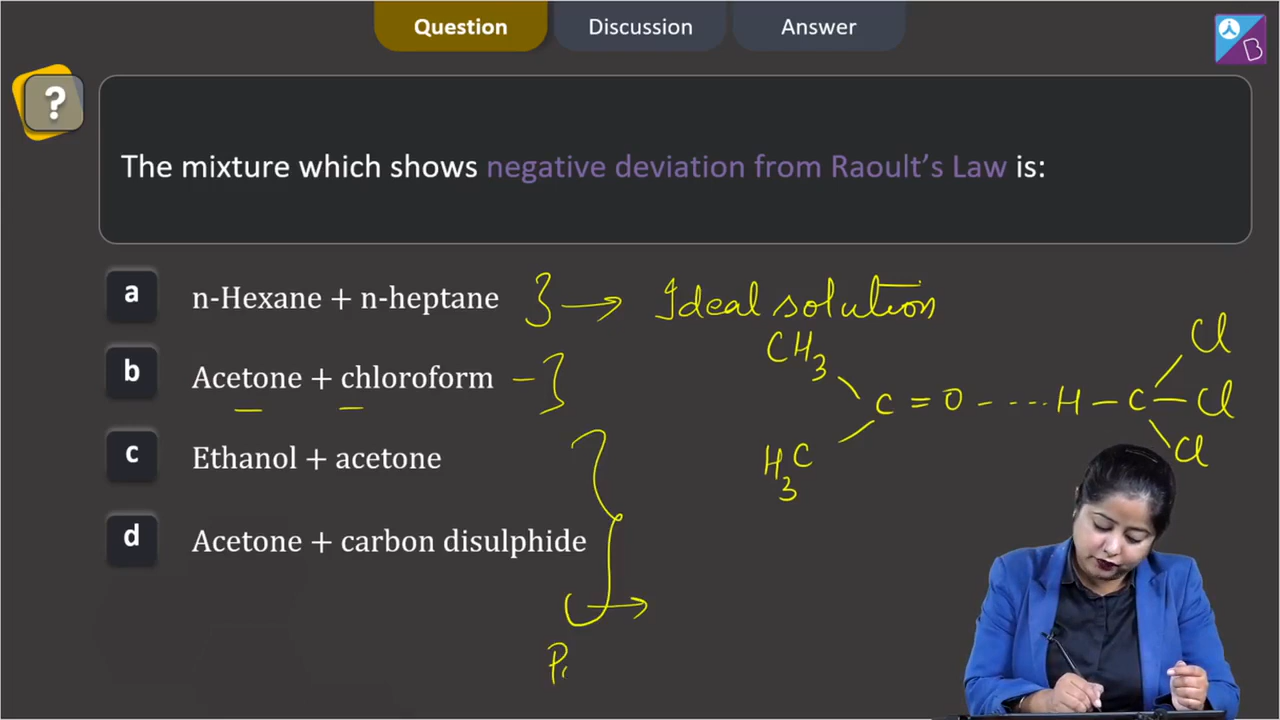 Question
Discussion
Answer
B
?
The mixture which shows negative deviation from Raoult’s Law is:
a n-Hexane + n-heptane } → Ideal solution
b Acetone + chloroform – }
c Ethanol + acetone
d Acetone + carbon disulphide
CH3
H3C
C = O - - - - - H – C – Cl
Cl
Cl